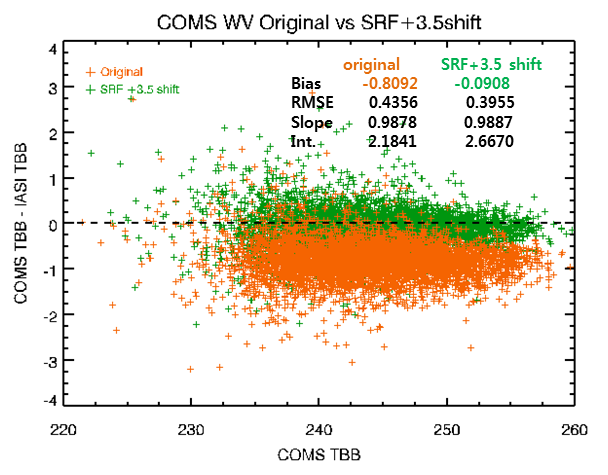 COMS WV Original vs SRF+3.5shift
+ Original
+ SRF +3.5 shift
original SRF+3.5 shift
Bias -0.8092 -0.0908
RMSE 0.4356 0.3955
Slope 0.9878 0.9887
Int. 2.1841 2.6670
COMS TBB - IASI TBB
4
3
2
1
0
-1
-2
-3
-4
220 230 240 250 260
COMS TBB